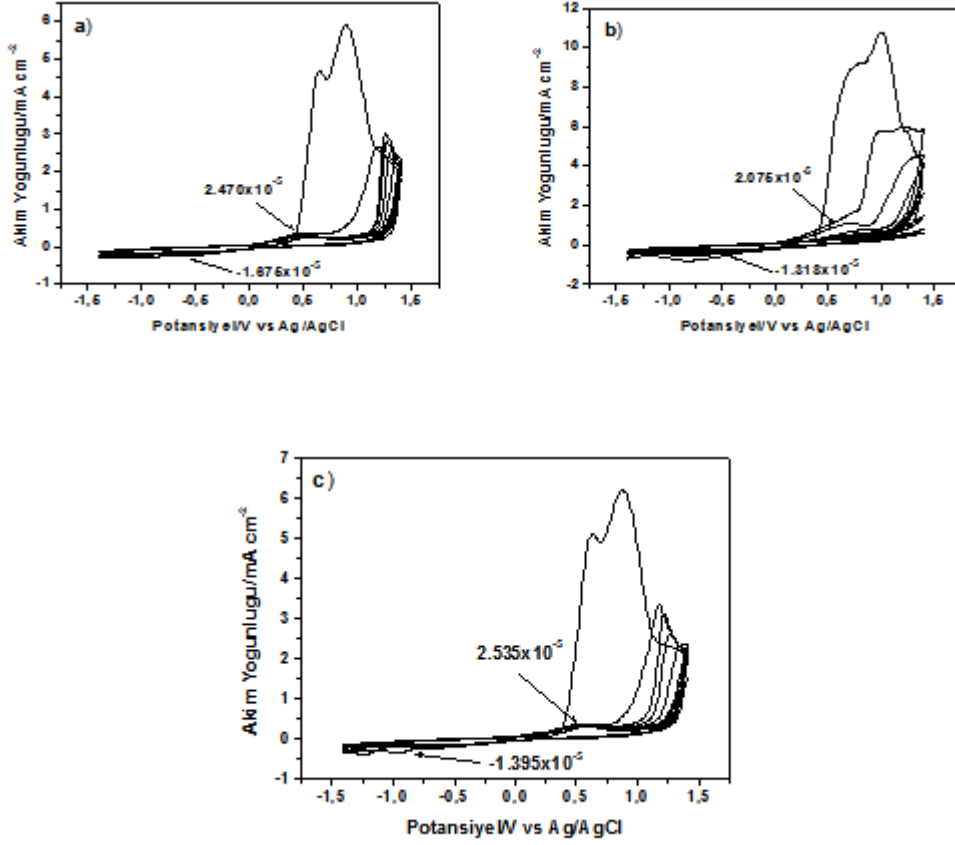 a)
Akim Yogunlugu/mA cm⁻²
6
5
4
3
2
1
0
-1
2.470x10⁻⁵
-1.675x10⁻⁵
-1,5 -1,0 -0,5 0,0 0,5 1,0 1,5
Potansiyel/V vs Ag/AgCl
b)
Akim Yogunlugu/mA cm⁻²
12
10
8
6
4
2
0
-2
2.075x10⁻⁵
-1.318x10⁻⁵
-1,5 -1,0 -0,5 0,0 0,5 1,0 1,5
Potansiyel/V vs Ag/AgCl
c)
Akim Yogunlugu/mA cm⁻²
7
6
5
4
3
2
1
0
-1
2.535x10⁻⁵
-1.395x10⁻⁵
-1,5 -1,0 -0,5 0,0 0,5 1,0 1,5
Potansiyel/V vs Ag/AgCl